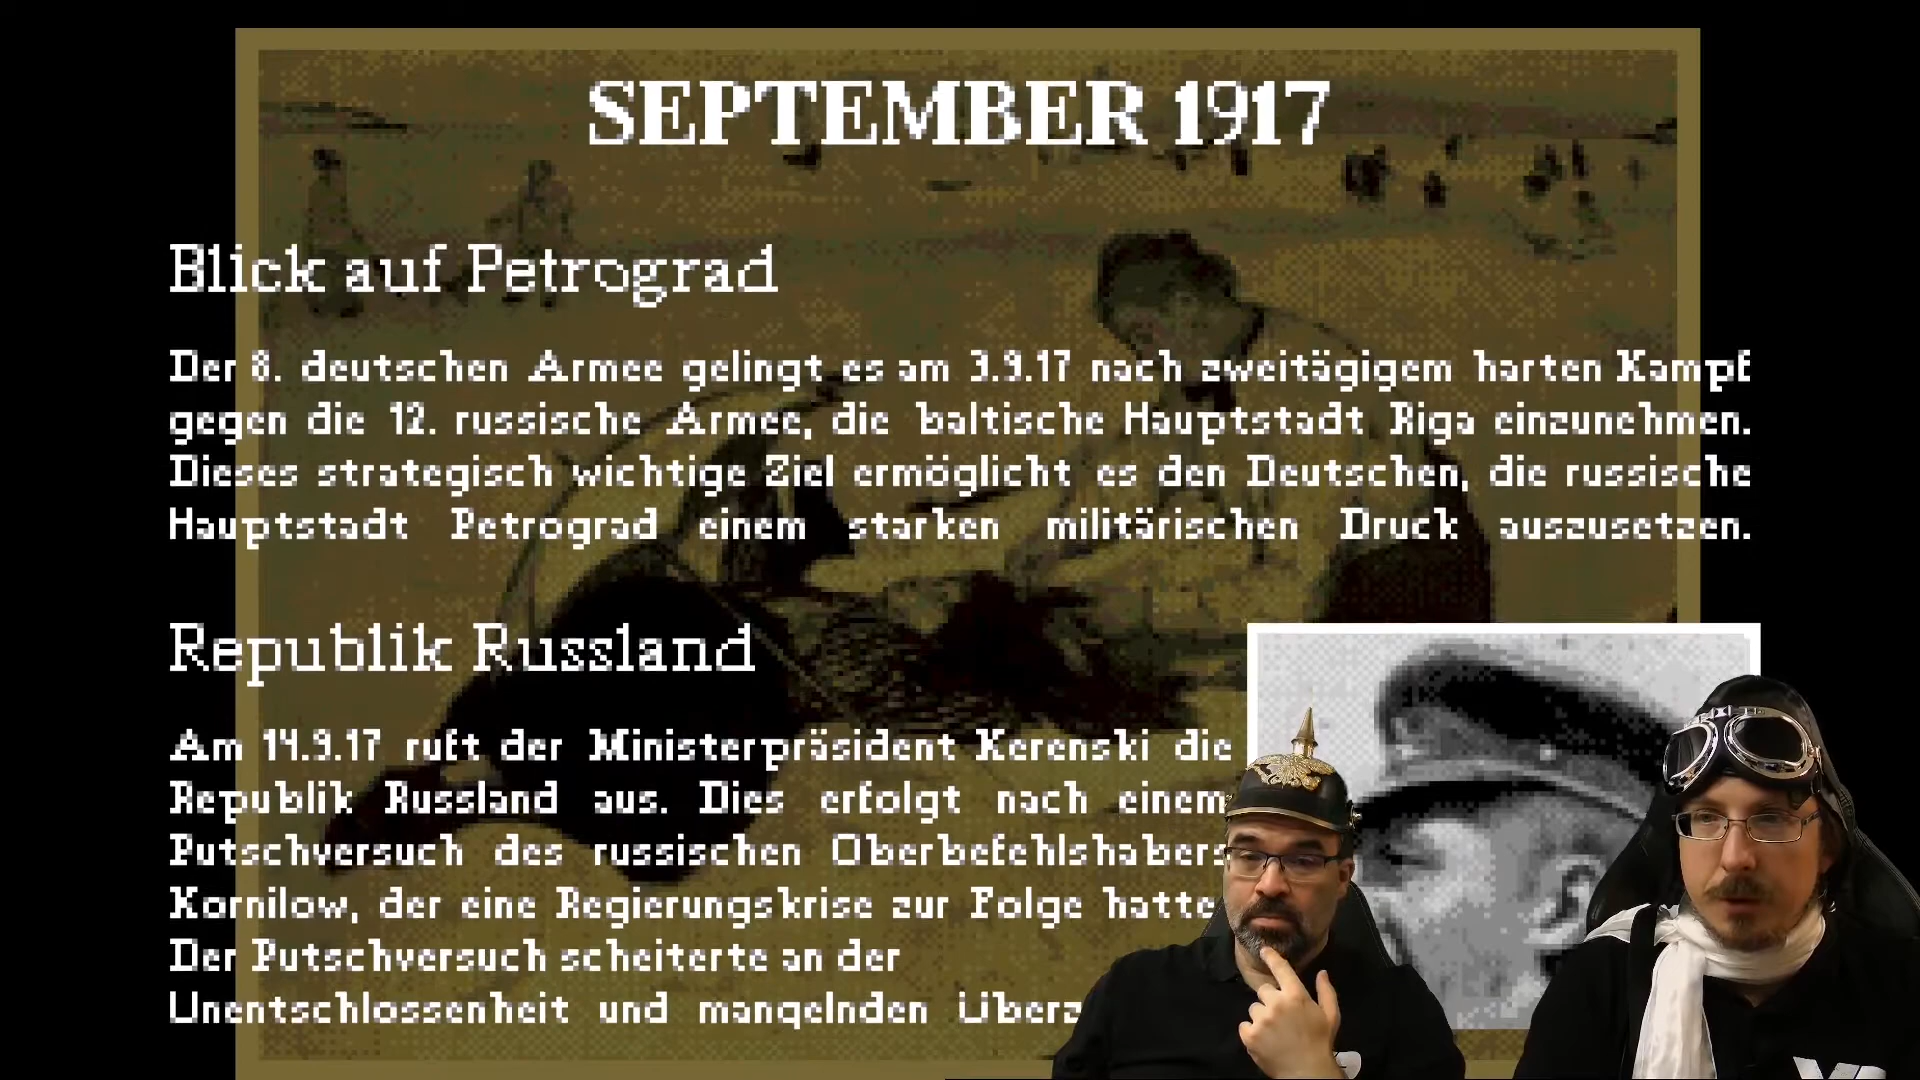 SEPTEMBER 1917
Blick auf Petrograd
Der 8. deutschen Armee gelingt es am 3.9.17 nach zweitägigem harten Kampf
gegen die 12. russische Armee, die baltische Hauptstadt Riga einzunehmen.
Dieses strategisch wichtige Ziel ermöglicht es den Deutschen, die russische
Hauptstadt Petrograd einem starken militärischen Druck auszusetzen.
Republik Russland
Am 14.9.17 ruft der Ministerpräsident Kerenski die
Republik Russland aus. Dies erfolgt nach einem
Putschversuch des russischen Oberbefehlshabers
Kornilow, der eine Regierungskrise zur Folge hatte
Der Putschversuch scheiterte an der
Unentschlossenheit und mangelnden